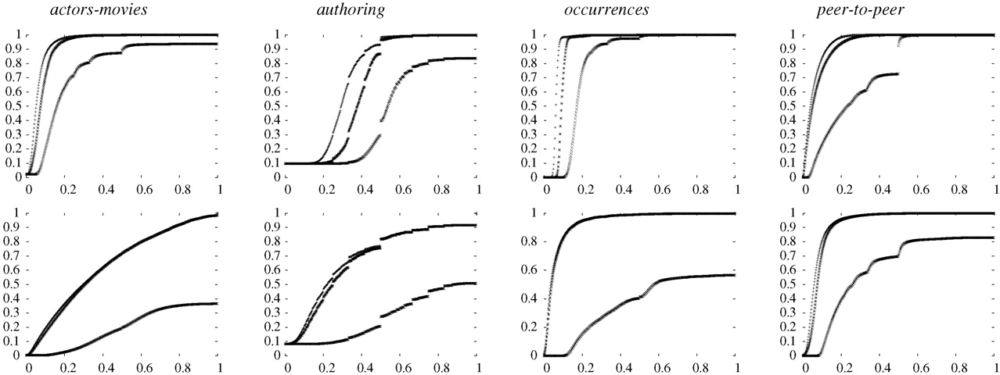 actors-movies authoring occurrences peer-to-peer
1 1 1 1
0.9 0.9 0.9 0.9
0.8 0.8 0.8 0.8
0.7 0.7 0.7 0.7
0.6 0.6 0.6 0.6
0.5 0.5 0.5 0.5
0.4 0.4 0.4 0.4
0.3 0.3 0.3 0.3
0.2 0.2 0.2 0.2
0.1 0.1 0.1 0.1
0 0 0 0
0 0.2 0.4 0.6 0.8 1 0 0.2 0.4 0.6 0.8 1 0 0.2 0.4 0.6 0.8 1 0 0.2 0.4 0.6 0.8 1
1 1 1 1
0.9 0.9 0.9
0.8 0.8 0.8 0.8
0.7 0.7 0.7
0.6 0.6 0.6 0.6
0.5 0.5 0.5
0.4 0.4 0.4 0.4
0.3 0.3 0.3
0.2 0.2 0.2 0.2
0.1 0.1 0.1
0 0 0 0
0 0.2 0.4 0.6 0.8 1 0 0.2 0.4 0.6 0.8 1 0 0.2 0.4 0.6 0.8 1 0 0.2 0.4 0.6 0.8 1